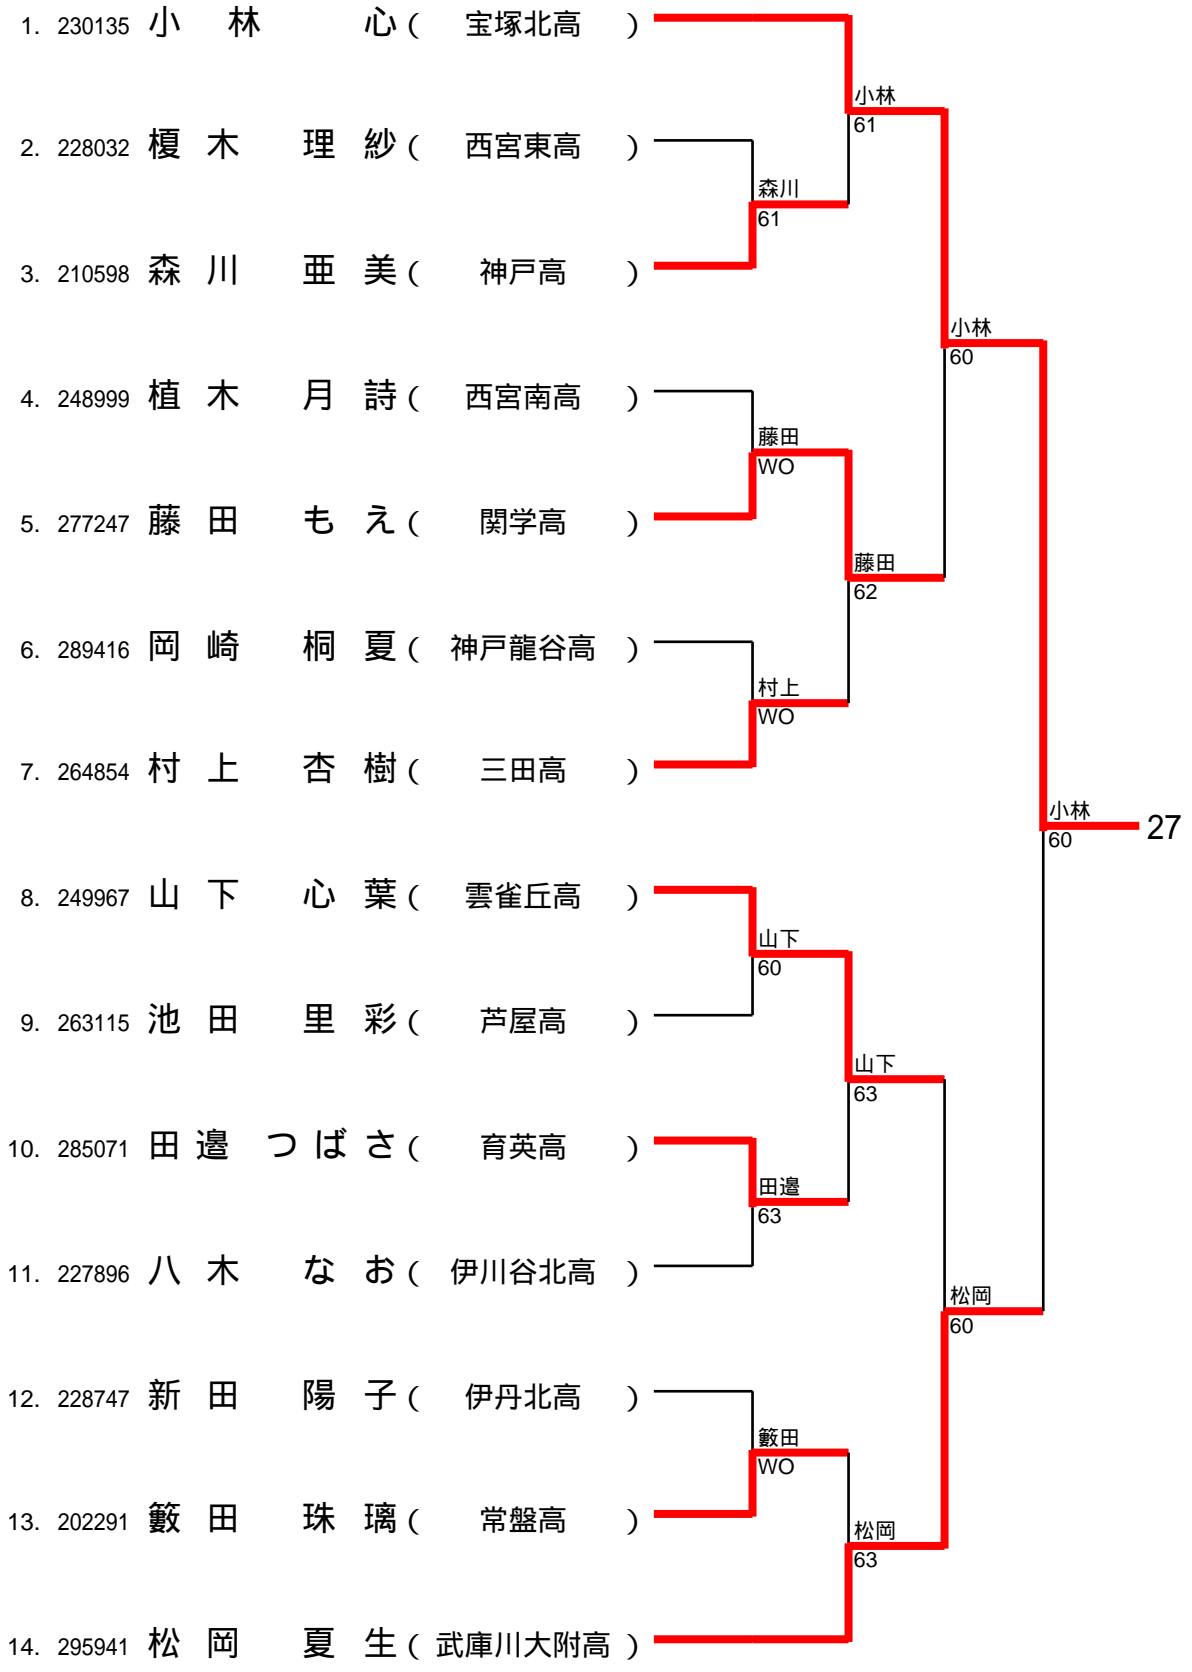 1. 230135 小林 心 ( 宝塚北高 )
小林
61
2. 228032 榎木 理紗 ( 西宮東高 )
森川
61
3. 210598 森川 亜美 ( 神戸高 )
小林
60
4. 248999 植木 月詩 ( 西宮南高 )
藤田
WO
5. 277247 藤田 もえ ( 関学高 )
藤田
62
6. 289416 岡崎 桐夏 ( 神戸龍谷高 )
村上
WO
7. 264854 村上 杏樹 ( 三田高 )
小林
60
27
8. 249967 山下 心葉 ( 雲雀丘高 )
山下
60
9. 263115 池田 里彩 ( 芦屋高 )
山下
63
10. 285071 田邉 つばさ ( 育英高 )
田邉
63
11. 227896 八木 なお ( 伊川谷北高 )
松岡
60
12. 228747 新田 陽子 ( 伊丹北高 )
籔田
WO
13. 202291 籔田 珠璃 ( 常盤高 )
松岡
63
14. 295941 松岡 夏生 ( 武庫川大附高 )